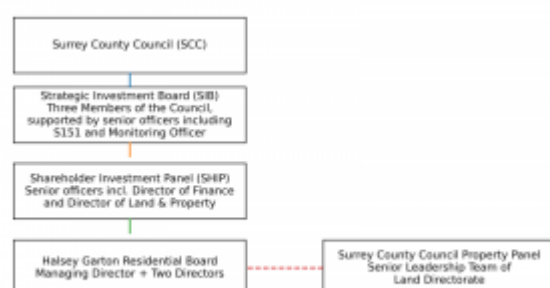 Surrey County Council (SCC)
Strategic Investment Board (SIB)
Three Members of the Council,
supported by senior officers including
S151 and Monitoring Officer
Shareholder Investment Panel (SHIP)
Senior officers incl. Director of Finance
and Director of Land & Property
Halsey Garton Residential Board
Managing Director + Two Directors
Surrey County Council Property Panel
Senior Leadership Team of
Land Directorate